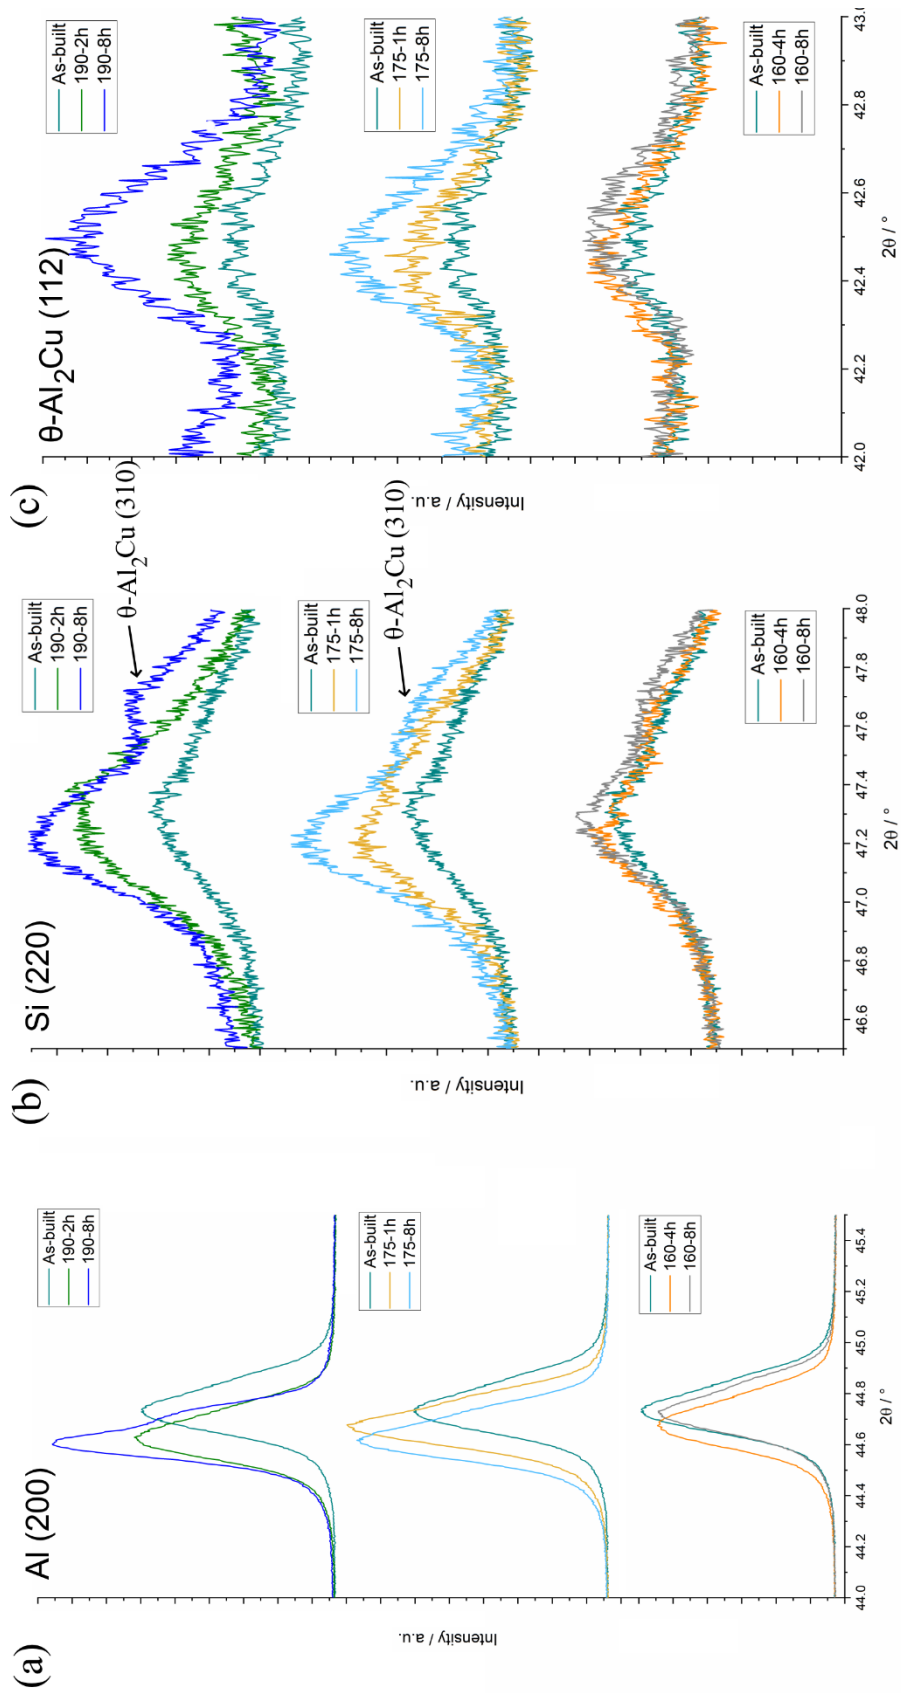 (a)
Al (200)
As-built
190-2h
190-8h
As-built
175-1h
175-8h
As-built
160-4h
160-8h
Intensity / a.u.
44.0 44.2 44.4 44.6 44.8 45.0 45.2 45.4
2θ / °
(b)
Si (220)
As-built
190-2h
190-8h
θ-Al2Cu (310)
As-built
175-1h
175-8h
θ-Al2Cu (310)
As-built
160-4h
160-8h
Intensity / a.u.
46.6 46.8 47.0 47.2 47.4 47.6 47.8 48.0
2θ / °
(c)
θ-Al2Cu (112)
As-built
190-2h
190-8h
As-built
175-1h
175-8h
As-built
160-4h
160-8h
Intensity / a.u.
42.0 42.2 42.4 42.6 42.8 43.0
2θ / °